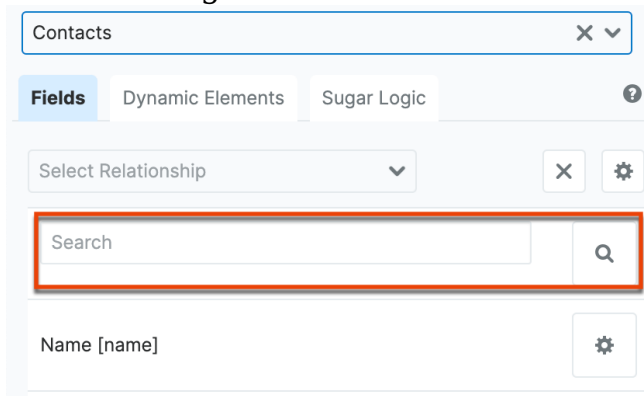 Contacts
Fields Dynamic Elements Sugar Logic
Select Relationship
Search
Name [name]